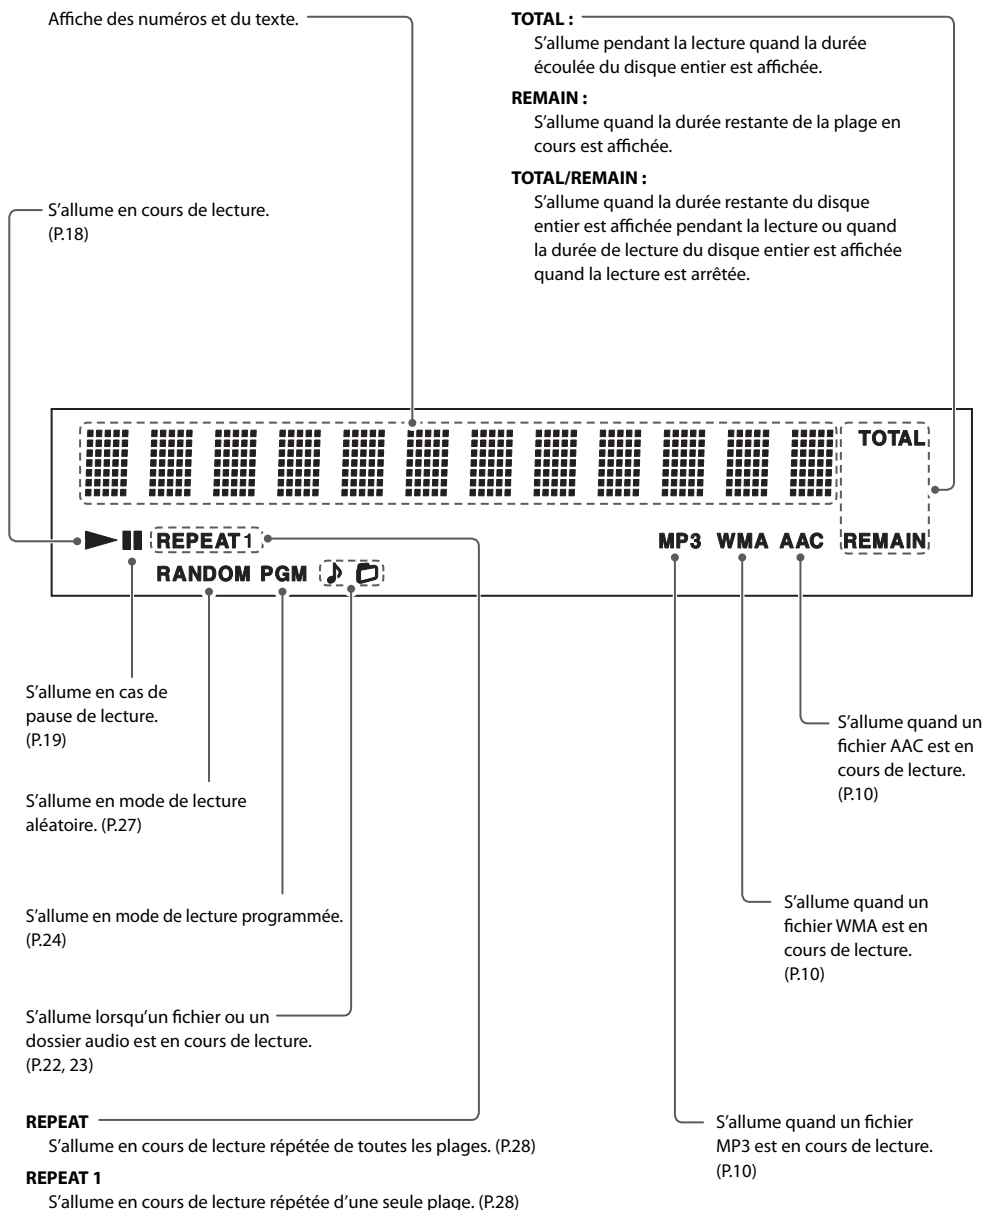 Affiche des numéros et du texte.
TOTAL :
S’allume pendant la lecture quand la durée
écoulée du disque entier est affichée.
REMAIN :
S’allume quand la durée restante de la plage en
cours est affichée.
TOTAL/REMAIN :
S’allume quand la durée restante du disque
entier est affichée pendant la lecture ou quand
la durée de lecture du disque entier est affichée
quand la lecture est arrêtée.
S’allume en cours de lecture.
(P.18)
TOTAL
REPEAT 1
MP3 WMA AAC REMAIN
RANDOM PGM
S’allume en cas de
pause de lecture.
(P.19)
S’allume en mode de lecture
aléatoire. (P.27)
S’allume en mode de lecture programmée.
(P.24)
S’allume lorsqu’un fichier ou un
dossier audio est en cours de lecture.
(P.22, 23)
REPEAT
S’allume en cours de lecture répétée de toutes les plages. (P.28)
REPEAT 1
S’allume en cours de lecture répétée d’une seule plage. (P.28)
S’allume quand un
fichier AAC est en
cours de lecture.
(P.10)
S’allume quand un
fichier WMA est en
cours de lecture.
(P.10)
S’allume quand un fichier
MP3 est en cours de lecture.
(P.10)